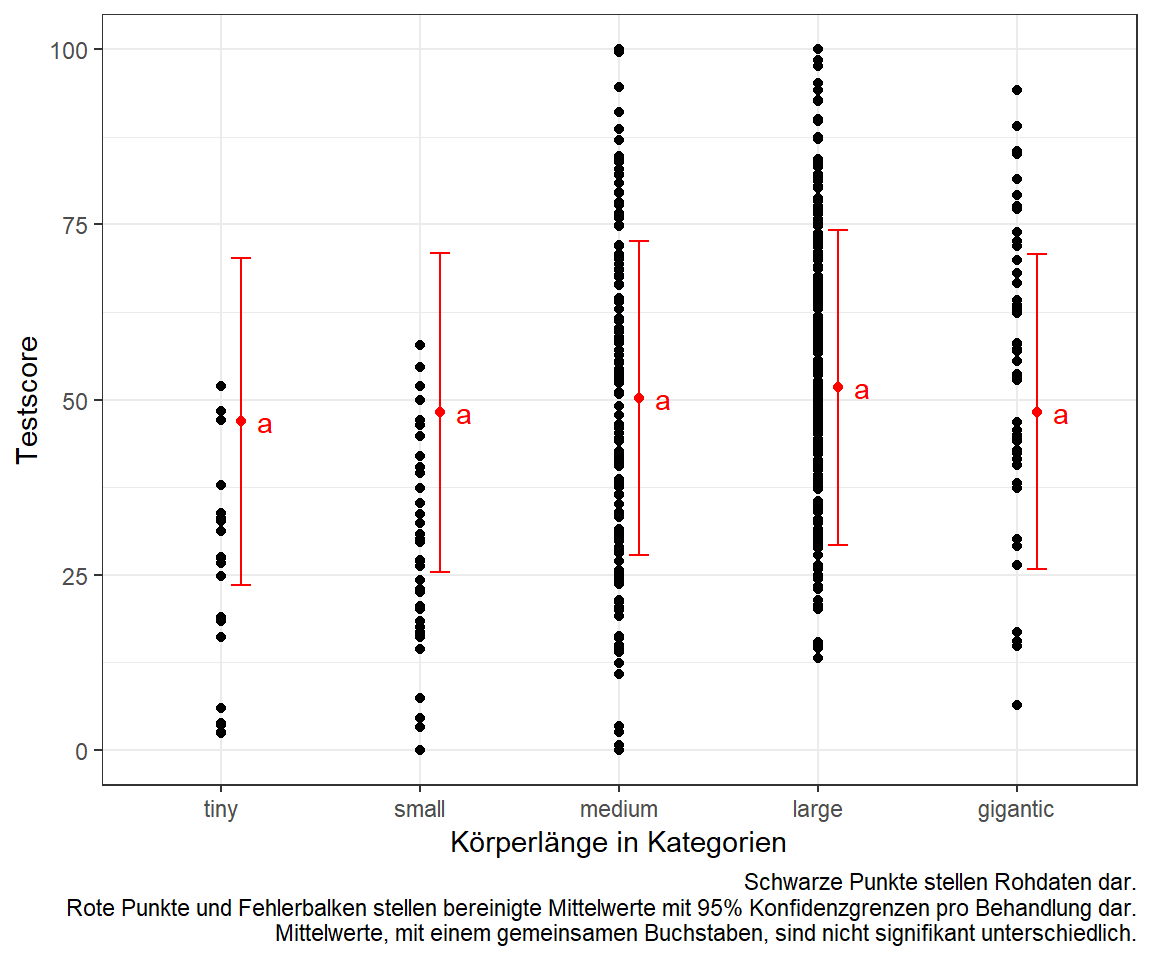 100
75
50
25
0
Testscore
a
a
a
a
a
tiny
small
medium
large
gigantic
Körperlänge in Kategorien
Schwarze Punkte stellen Rohdaten dar.
Rote Punkte und Fehlerbalken stellen bereinigte Mittelwerte mit 95% Konfidenzgrenzen pro Behandlung dar.
Mittelwerte, mit einem gemeinsamen Buchstaben, sind nicht signifikant unterschiedlich.